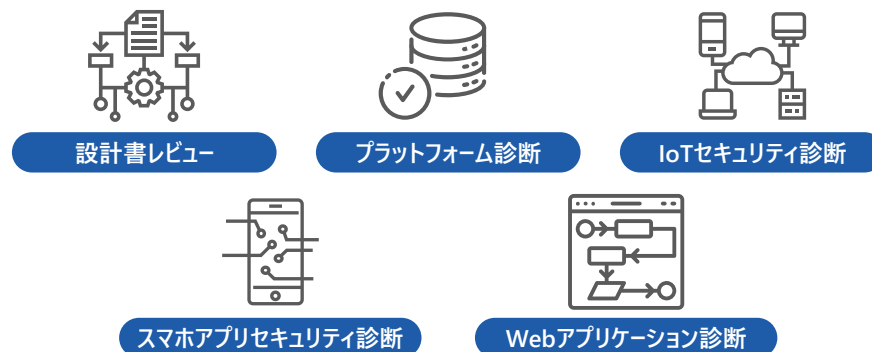 設計書レビュー
プラットフォーム診断
IoTセキュリティ診断
スマホアプリセキュリティ診断
Webアプリケーション診断